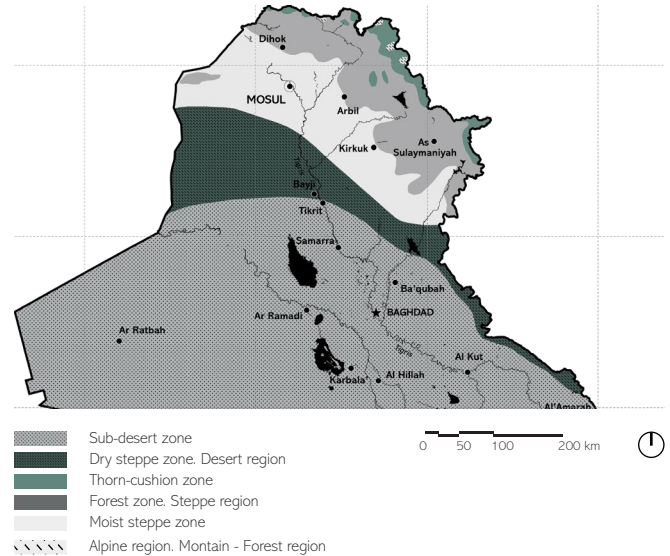 Dihok
MOSUL
Arbil
As
Sulaymaniyah
Kirkuk
Tigris
Bayji
Tikrit
Samarra
Ba'qubah
Ar Ramadi
BAGHDAD
Ar Ratbah
Tigris
Al Kut
Karbala'
Al Hillah
Al'Amarah
Sub-desert zone
Dry steppe zone. Desert region
Thorn-cushion zone
Forest zone. Steppe region
Moist steppe zone
Alpine region. Montain - Forest region
0 50 100 200 km